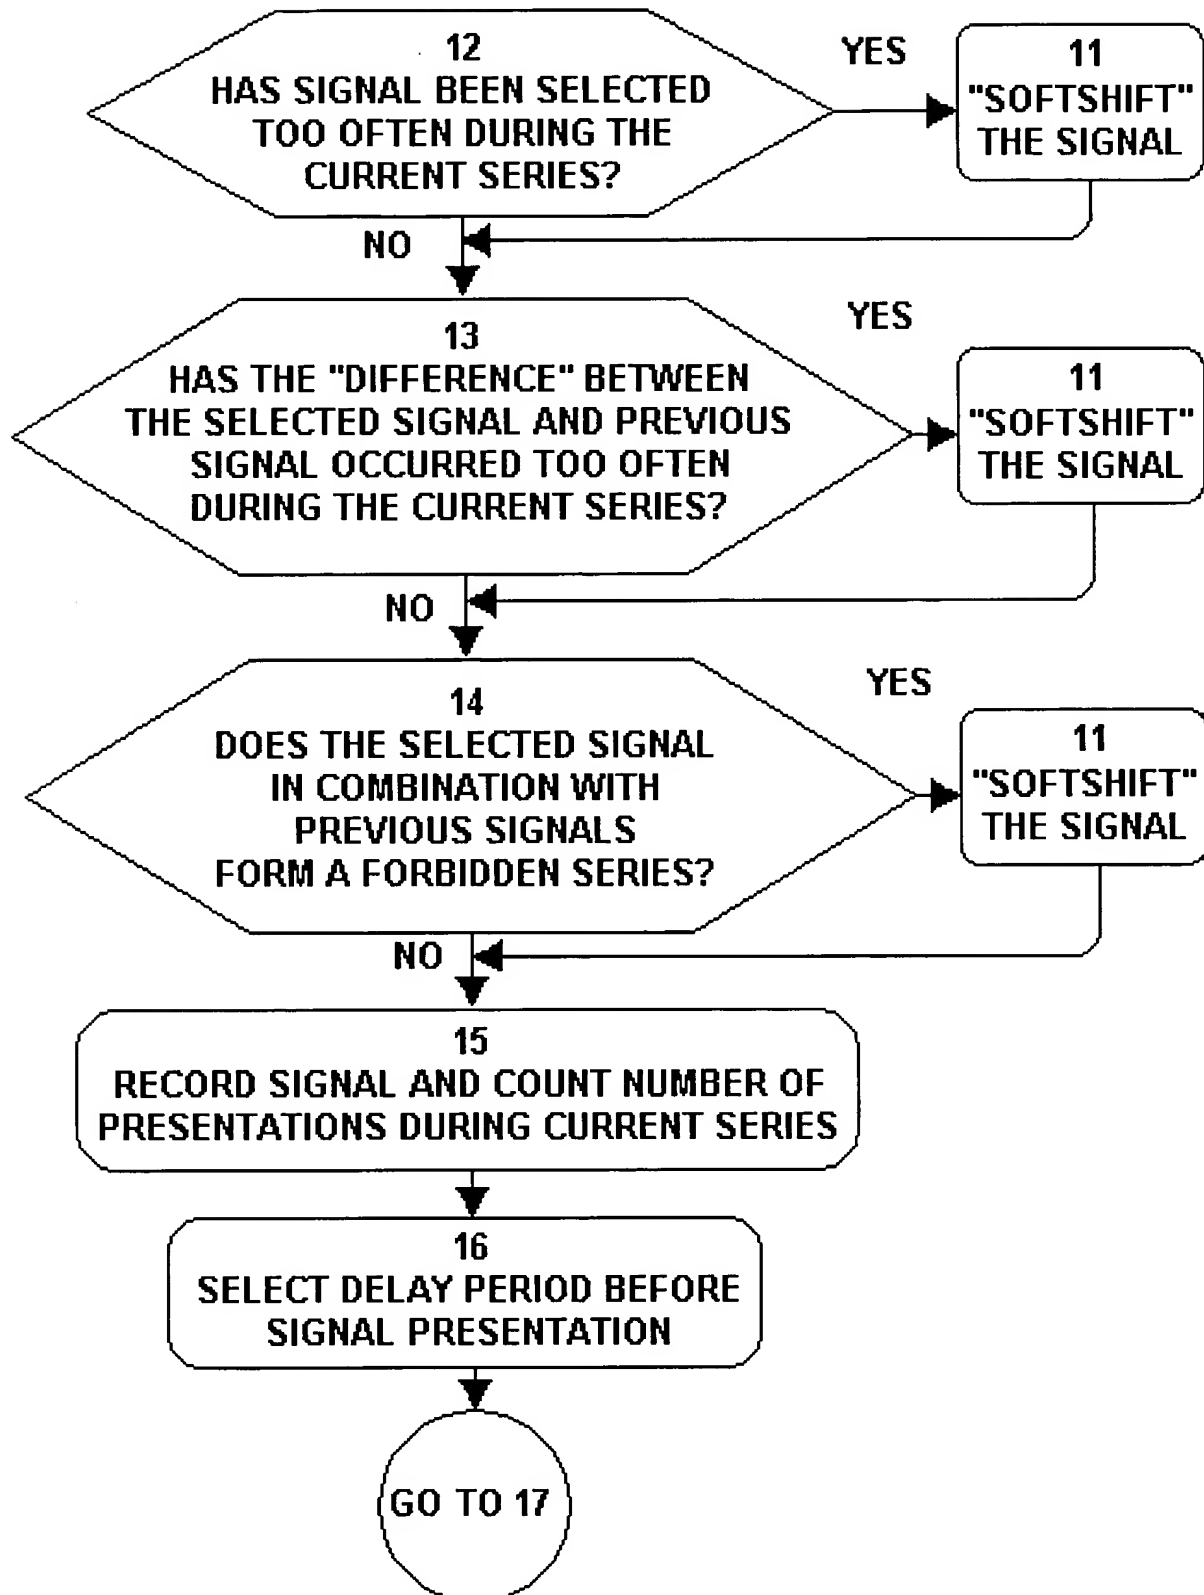 12
HAS SIGNAL BEEN SELECTED
TOO OFTEN DURING THE
CURRENT SERIES?
YES
11
"SOFTSHIFT"
THE SIGNAL
NO
13
HAS THE "DIFFERENCE" BETWEEN
THE SELECTED SIGNAL AND PREVIOUS
SIGNAL OCCURRED TOO OFTEN
DURING THE CURRENT SERIES?
YES
11
"SOFTSHIFT"
THE SIGNAL
NO
14
DOES THE SELECTED SIGNAL
IN COMBINATION WITH
PREVIOUS SIGNALS
FORM A FORBIDDEN SERIES?
YES
11
"SOFTSHIFT"
THE SIGNAL
NO
15
RECORD SIGNAL AND COUNT NUMBER OF
PRESENTATIONS DURING CURRENT SERIES
16
SELECT DELAY PERIOD BEFORE
SIGNAL PRESENTATION
GO TO 17